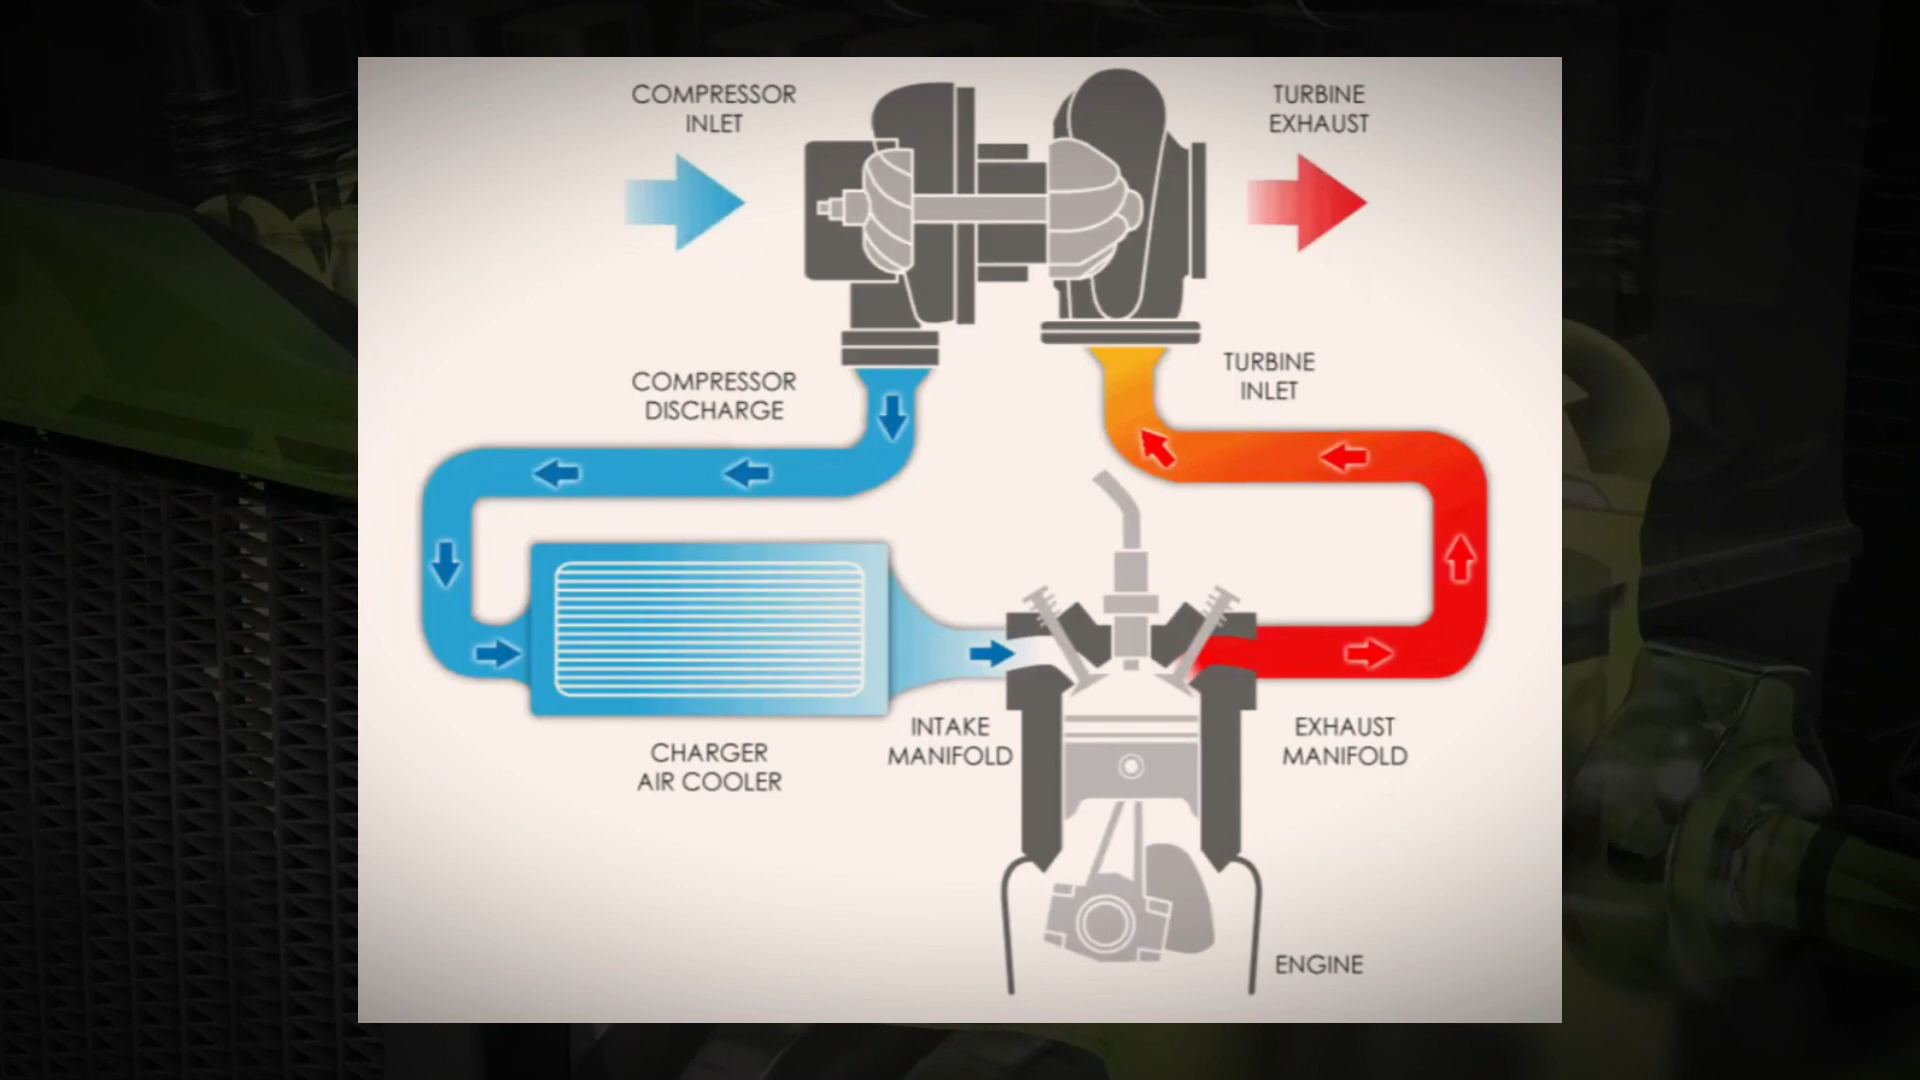 COMPRESSOR
INLET
TURBINE
EXHAUST
COMPRESSOR
DISCHARGE
TURBINE
INLET
CHARGER
AIR COOLER
INTAKE
MANIFOLD
EXHAUST
MANIFOLD
ENGINE